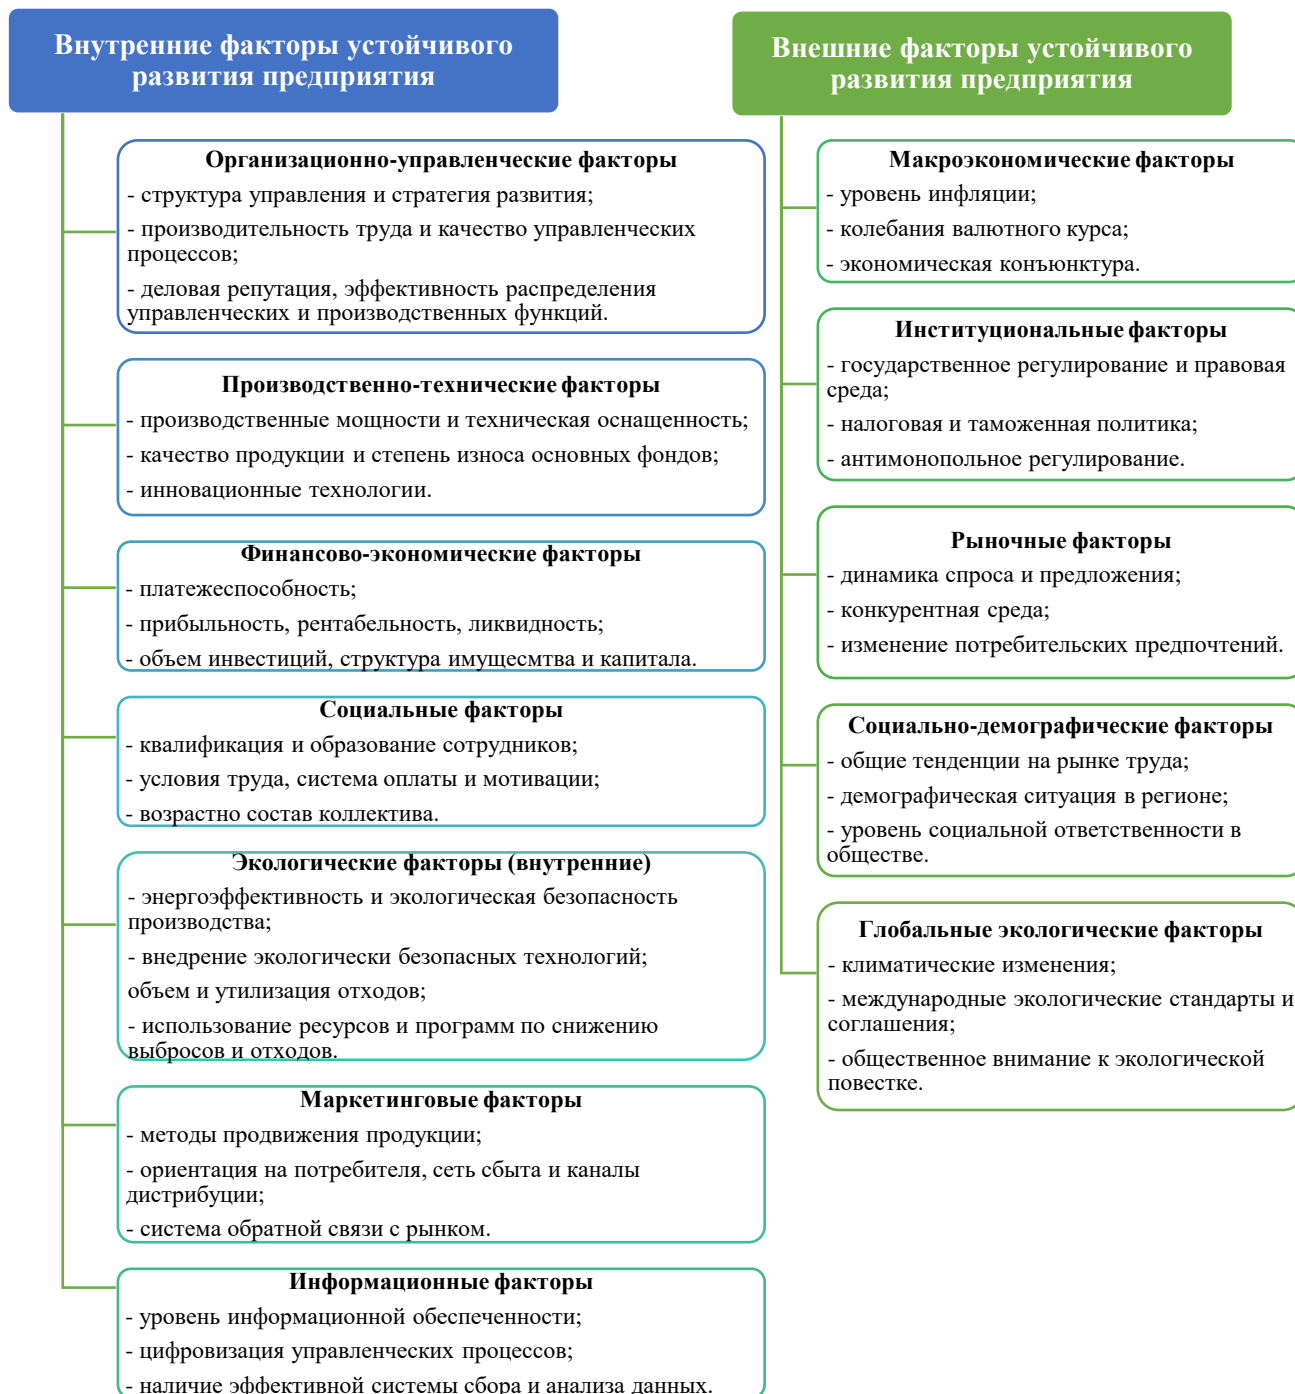 Внутренние факторы устойчивого
развития предприятия
Организационно-управленческие факторы
- структура управления и стратегия развития;
- производительность труда и качество управленческих
процессов;
- деловая репутация, эффективность распределения
управленческих и производственных функций.
Производственно-технические факторы
- производственные мощности и техническая оснащенность;
- качество продукции и степень износа основных фондов;
- инновационные технологии.
Финансово-экономические факторы
- платежеспособность;
- прибыльность, рентабельность, ликвидность;
- объем инвестиций, структура имущесмтва и капитала.
Социальные факторы
- квалификация и образование сотрудников;
- условия труда, система оплаты и мотивации;
- возрастно состав коллектива.
Экологические факторы (внутренние)
- энергоэффективность и экологическая безопасность
производства;
- внедрение экологически безопасных технологий;
объем и утилизация отходов;
- использование ресурсов и программ по снижению
выбросов и отходов.
Маркетинговые факторы
- методы продвижения продукции;
- ориентация на потребителя, сеть сбыта и каналы
дистрибуции;
- система обратной связи с рынком.
Информационные факторы
- уровень информационной обеспеченности;
- цифровизация управленческих процессов;
- наличие эффективной системы сбора и анализа данных.
Внешние факторы устойчивого
развития предприятия
Макроэкономические факторы
- уровень инфляции;
- колебания валютного курса;
- экономическая конъюнктура.
Институциональные факторы
- государственное регулирование и правовая
среда;
- налоговая и таможенная политика;
- антимонопольное регулирование.
Рыночные факторы
- динамика спроса и предложения;
- конкурентная среда;
- изменение потребительских предпочтений.
Социально-демографические факторы
- общие тенденции на рынке труда;
- демографическая ситуация в регионе;
- уровень социальной ответственности в
обществе.
Глобальные экологические факторы
- климатические изменения;
- международные экологические стандарты и
соглашения;
- общественное внимание к экологической
повестке.